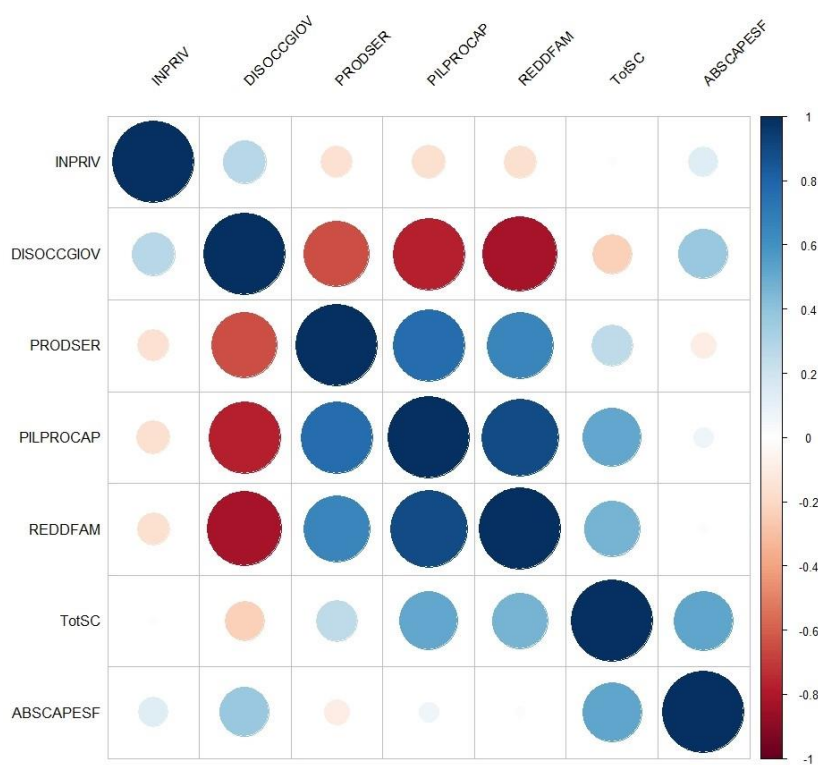 INPRIV
DISOCCGIOV
PRODSER
PILPROCAP
REDDFAM
TotSC
ABSCAPESF
INPRIV
DISOCCGIOV
PRODSER
PILPROCAP
REDDFAM
TotSC
ABSCAPESF
1
0.8
0.6
0.4
0.2
0
-0.2
-0.4
-0.6
-0.8
-1